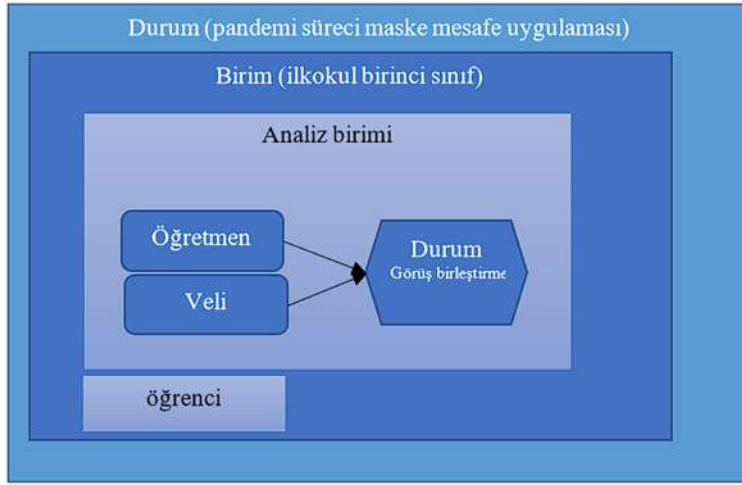 Durum (pandemi süreci maske mesafe uygulaması)
Birim (ilkokul birinci sınıf)
Analiz birimi
Öğretmen
Veli
Durum
Görüş birleştirme
öğrenci